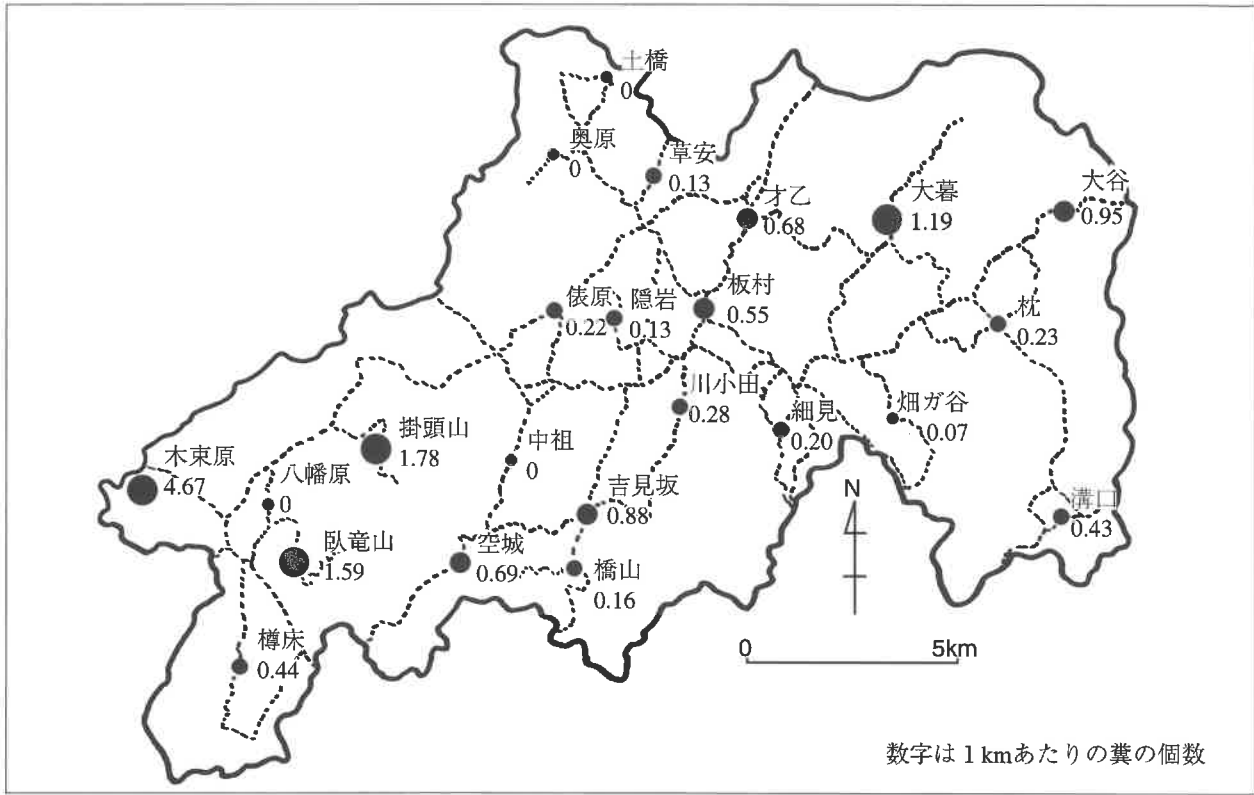 土橋
0
奥原
0
草安
0.13
才乙
0.68
大暮
1.19
大谷
0.95
俵原
0.22
隠岩
0.13
板村
0.55
枕
0.23
川小田
0.28
細見
0.20
畑ガ谷
0.07
掛頭山
1.78
中祖
0
木束原
4.67
八幡原
0
吉見坂
0.88
溝口
0.43
臥竜山
1.59
空城
0.69
橋山
0.16
樽床
0.44
N
0 5km
数字は1kmあたりの糞の個数